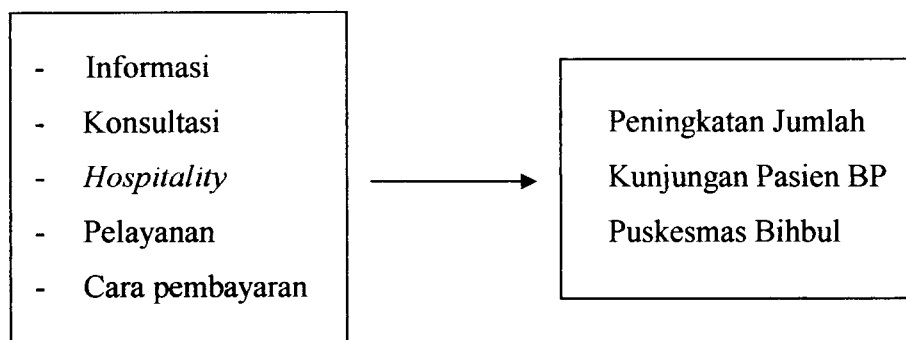 - Informasi
- Konsultasi
- Hospitality
- Pelayanan
- Cara pembayaran
Peningkatan Jumlah
Kunjungan Pasien BP
Puskesmas Bihbul